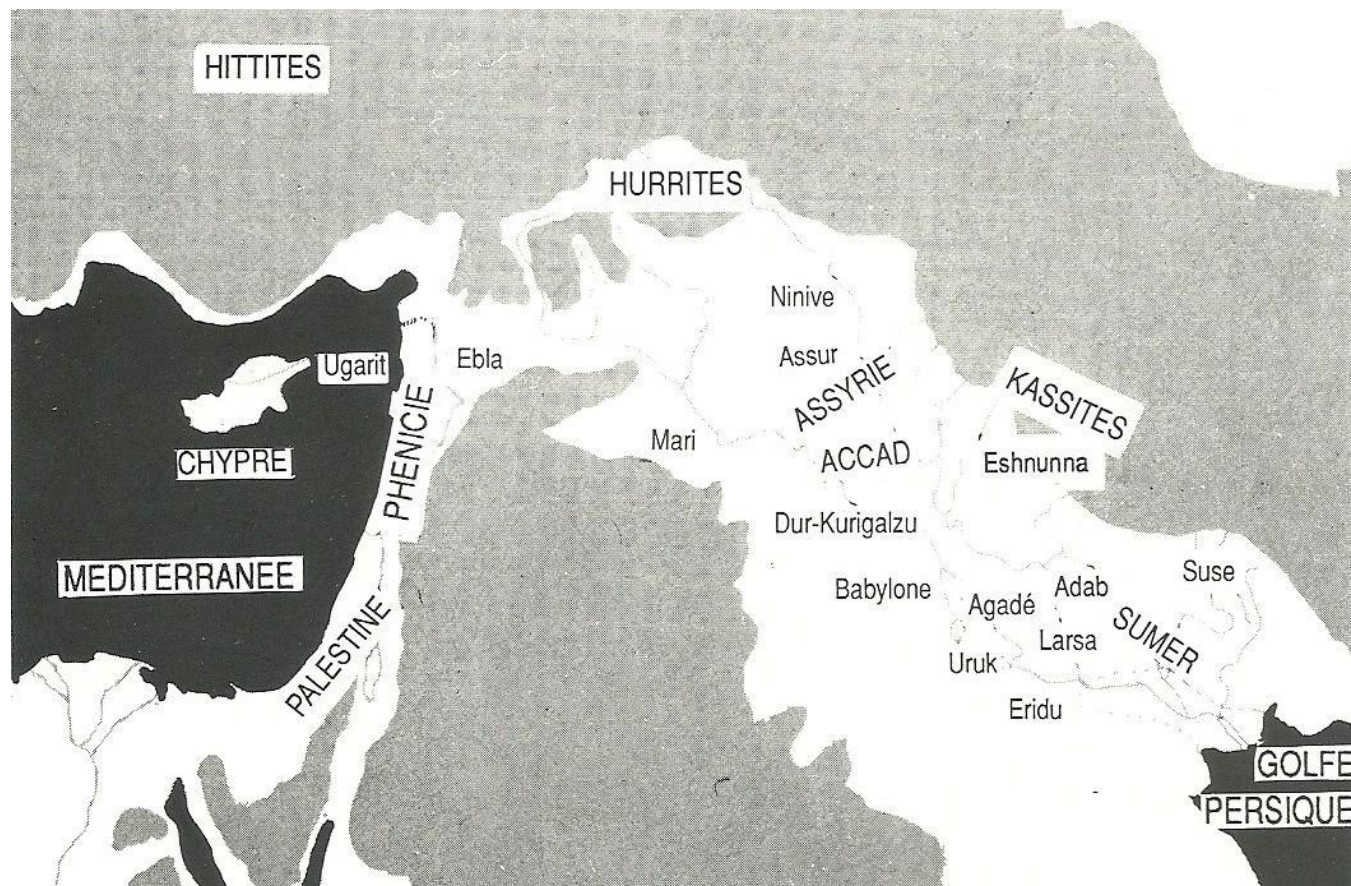 HITTITES
HURRITES
Ninive
Ugarit
Ebla
Assur
ASSYRIE
KASSITES
PHENICIE
Mari
CHYPRE
ACCAD
Eshnunna
Dur-Kurigalzu
MEDITERRANEE
Babylone
Agadé
Adab
Suse
PALESTINE
Larsa
SUMER
Uruk
Eridu
GOLFE
PERSIQUE